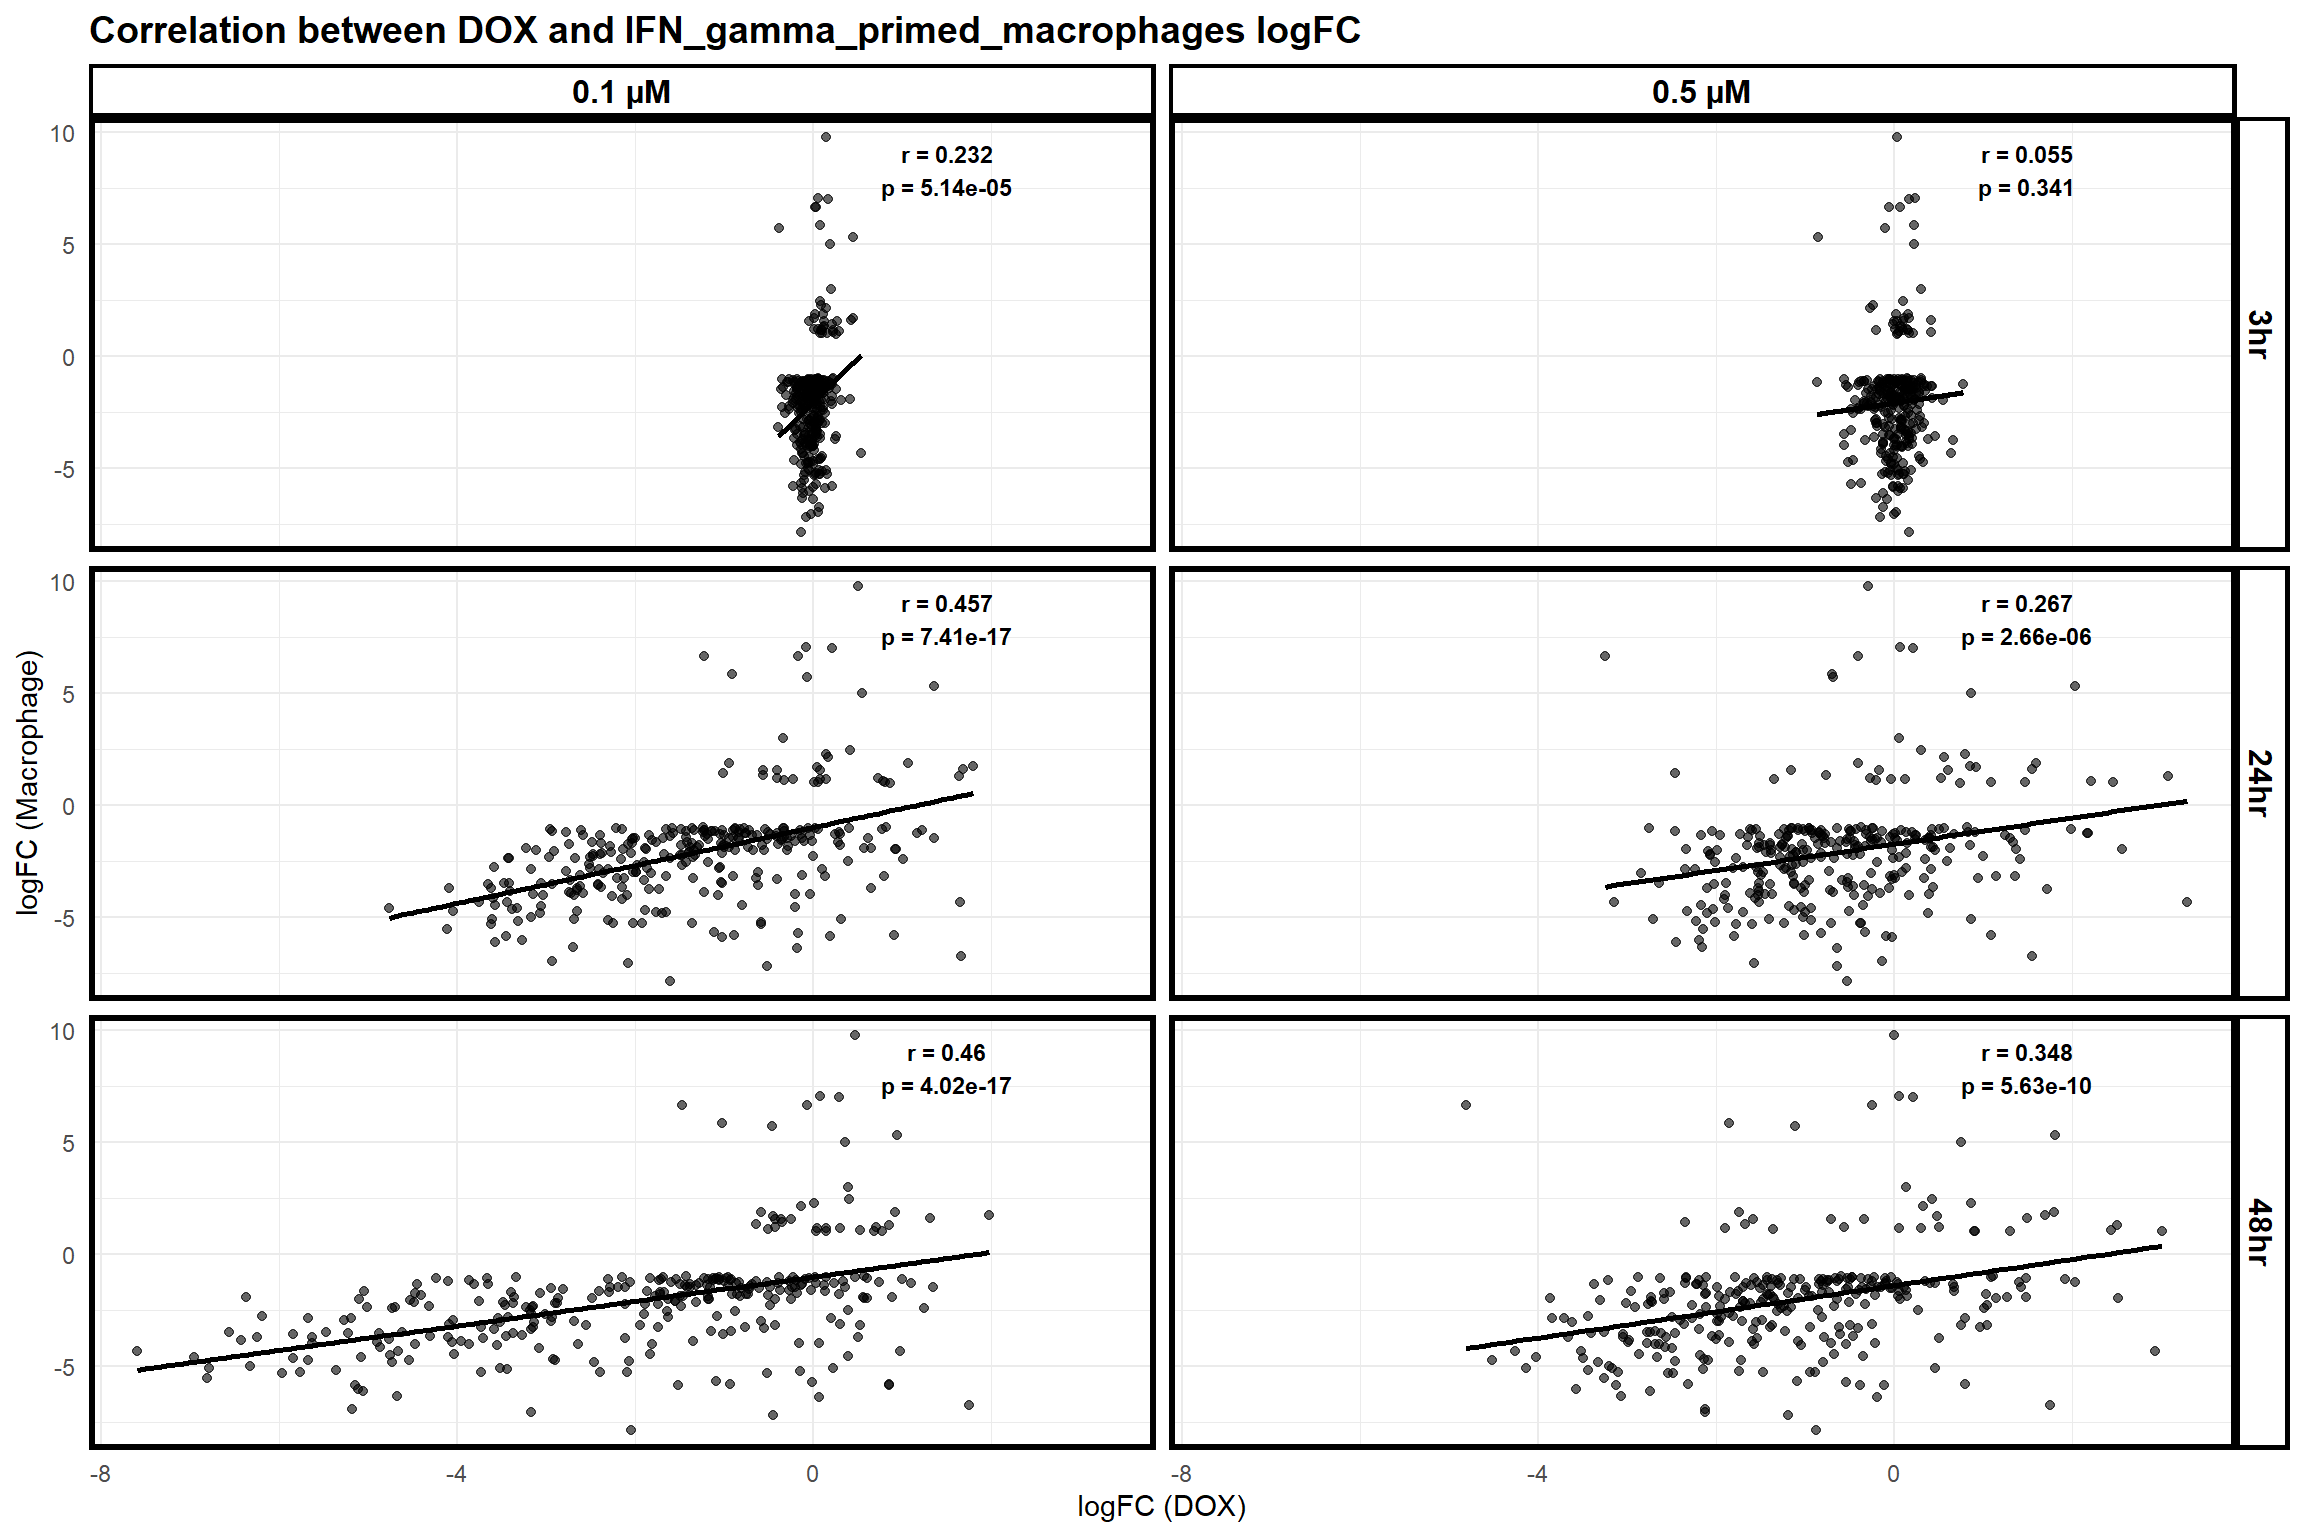 Correlation between DOX and IFN_gamma_primed_macrophages logFC
0.1 µM
0.5 µM
10
5
0
-5
r = 0.232
p = 5.14e-05
r = 0.055
p = 0.341
3hr
10
5
0
-5
r = 0.457
p = 7.41e-17
r = 0.267
p = 2.66e-06
24hr
logFC (Macrophage)
10
5
0
-5
r = 0.46
p = 4.02e-17
r = 0.348
p = 5.63e-10
48hr
-8
-4
0
-8
-4
0
logFC (DOX)